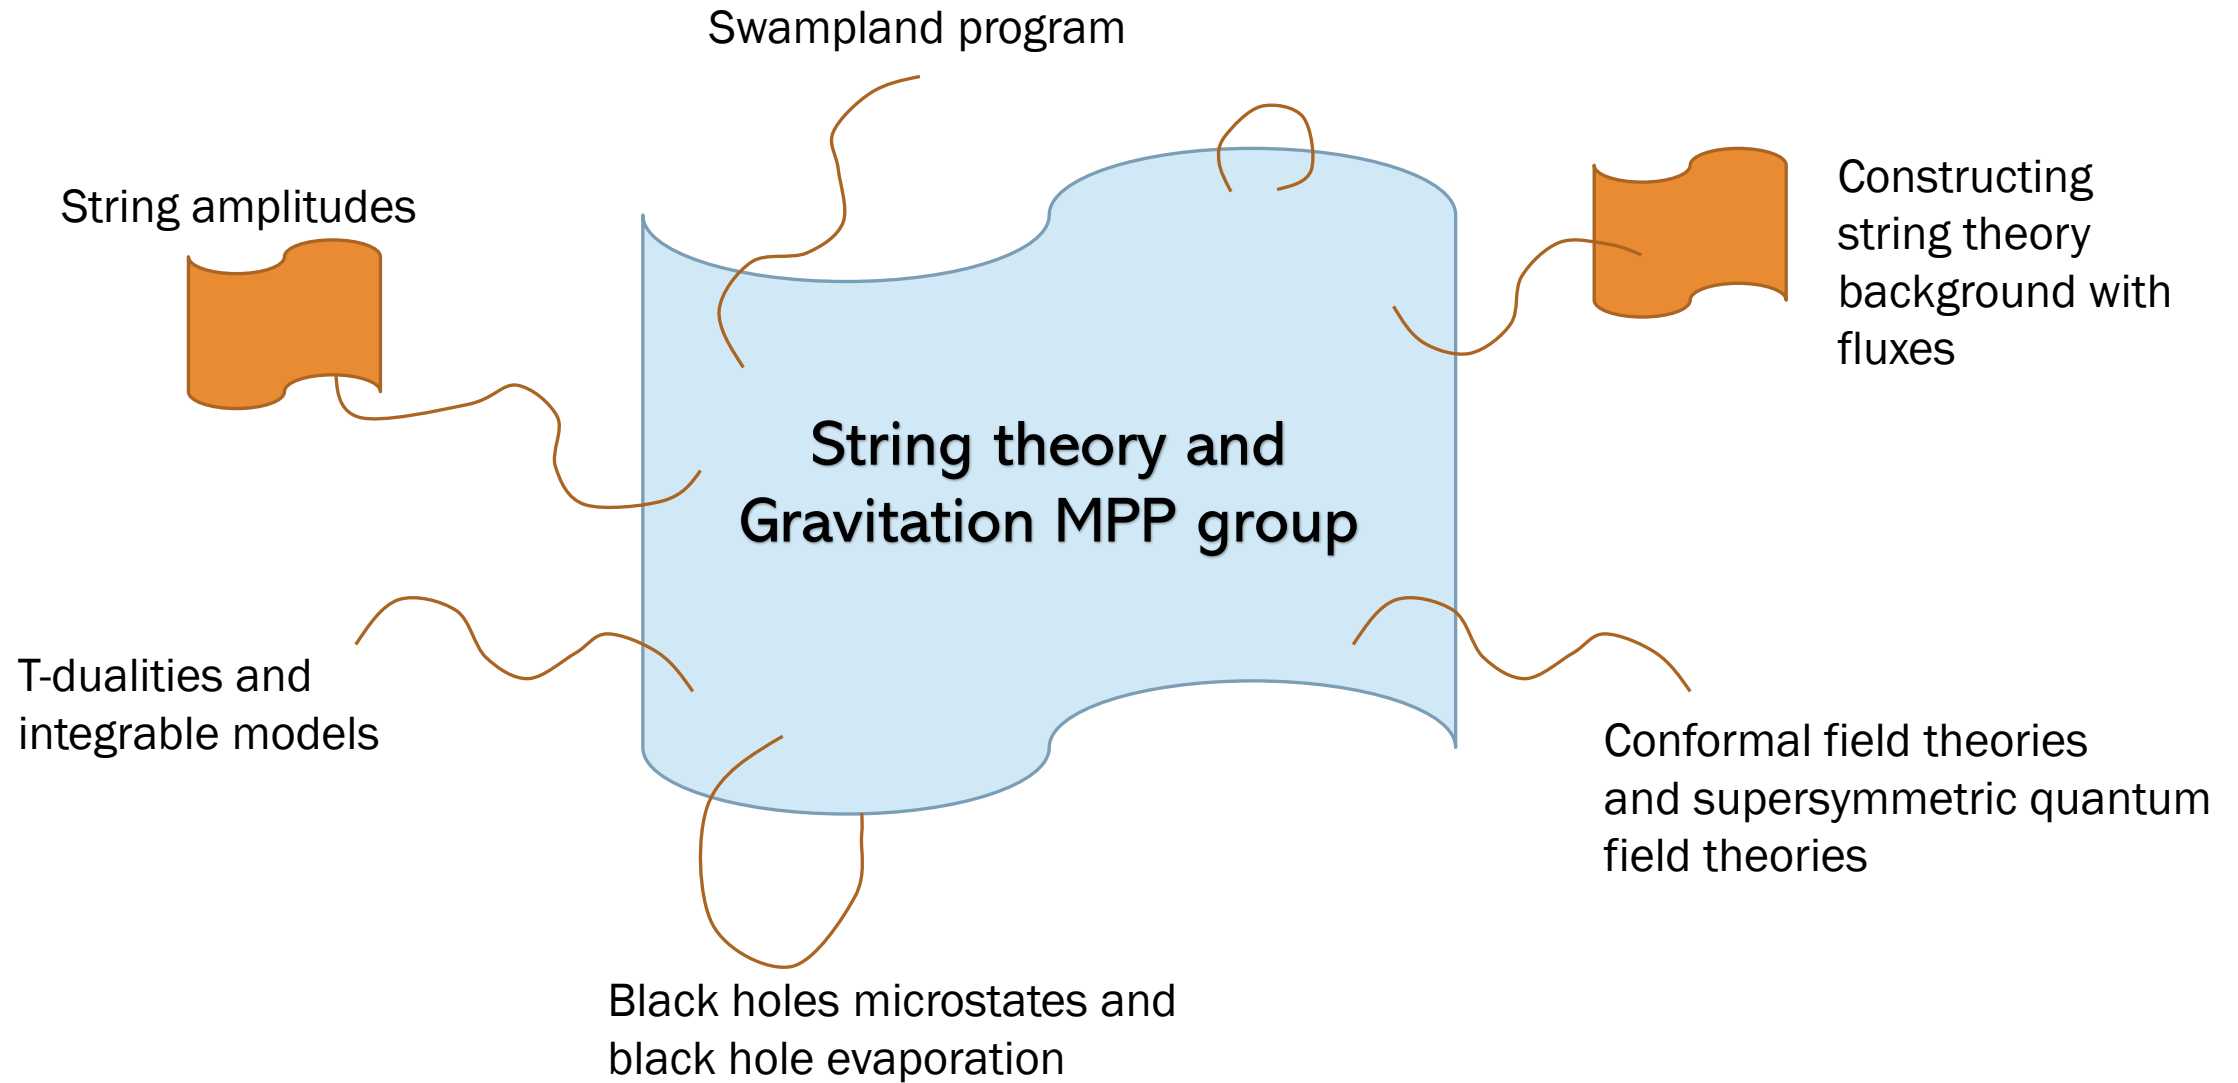 Swampland program
String amplitudes
Constructing
string theory
background with
fluxes
String theory and
Gravitation MPP group
T-dualities and
integrable models
Conformal field theories
and supersymmetric quantum
field theories
Black holes microstates and
black hole evaporation